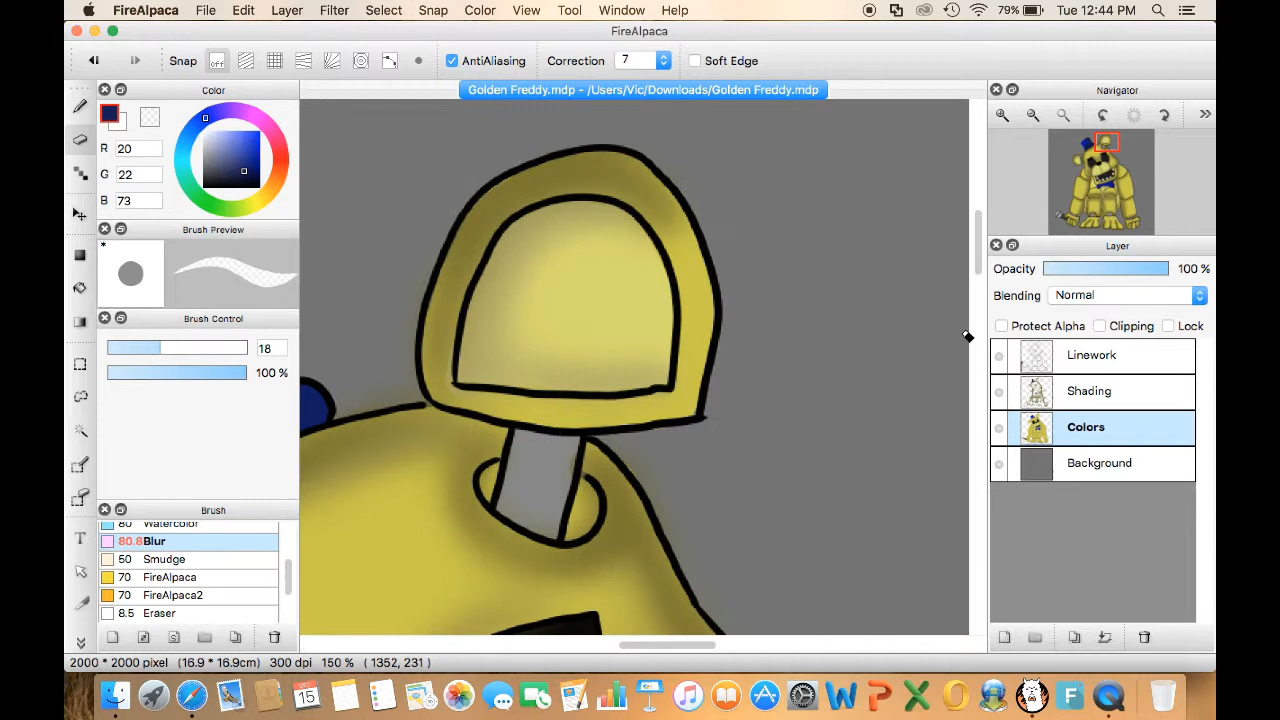 FireAlpaca File Edit Layer Filter Select Snap Color View Tool Window Help 79% Tue 12:44 PM
FireAlpaca
Snap off AntiAliasing Correction 7 Soft Edge
Color
Golden Freddy.mdp - /Users/Vic/Downloads/Golden Freddy.mdp
Navigator
R 20
G 22
B 73
Brush Preview
*
Layer
Opacity 100 %
Blending Normal
Brush Control
Protect Alpha Clipping Lock
18
100 %
Linework
Shading
Colors
Background
Brush
80 Watercolor
80.8 Blur
50 Smudge
70 FireAlpaca
70 FireAlpaca2
8.5 Eraser
T
2000 * 2000 pixel (16.9 * 16.9cm) 300 dpi 150 % ( 1352, 231 )
15